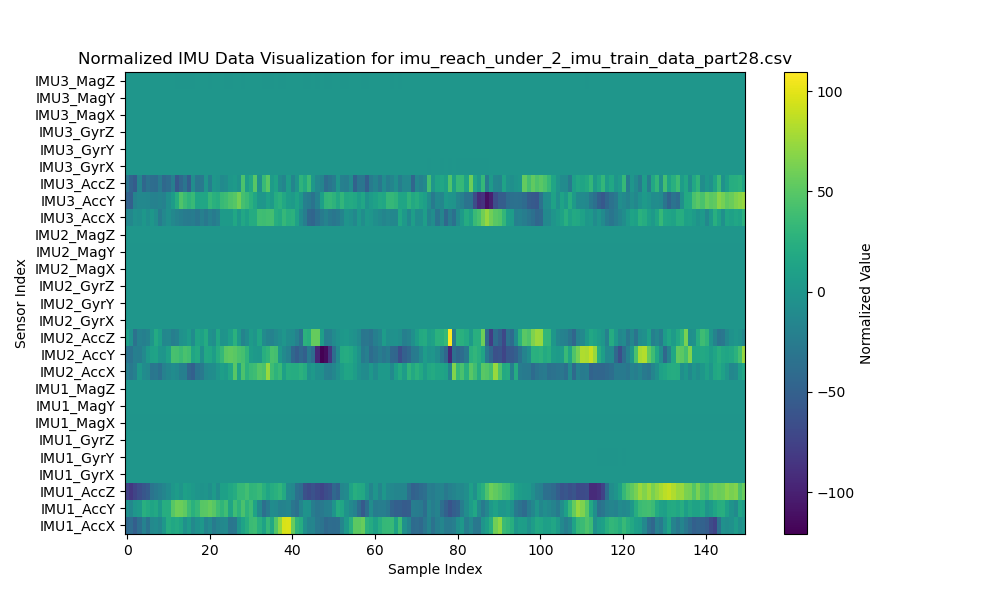 Normalized IMU Data Visualization for imu_reach_under_2_imu_train_data_part28.csv
IMU3_MagZ
IMU3_MagY
IMU3_MagX
IMU3_GyrZ
IMU3_GyrY
IMU3_GyrX
IMU3_AccZ
IMU3_AccY
IMU3_AccX
IMU2_MagZ
IMU2_MagY
IMU2_MagX
IMU2_GyrZ
IMU2_GyrY
IMU2_GyrX
IMU2_AccZ
IMU2_AccY
IMU2_AccX
IMU1_MagZ
IMU1_MagY
IMU1_MagX
IMU1_GyrZ
IMU1_GyrY
IMU1_GyrX
IMU1_AccZ
IMU1_AccY
IMU1_AccX
Sensor Index
0 20 40 60 80 100 120 140
Sample Index
100
50
0
−50
−100
Normalized Value